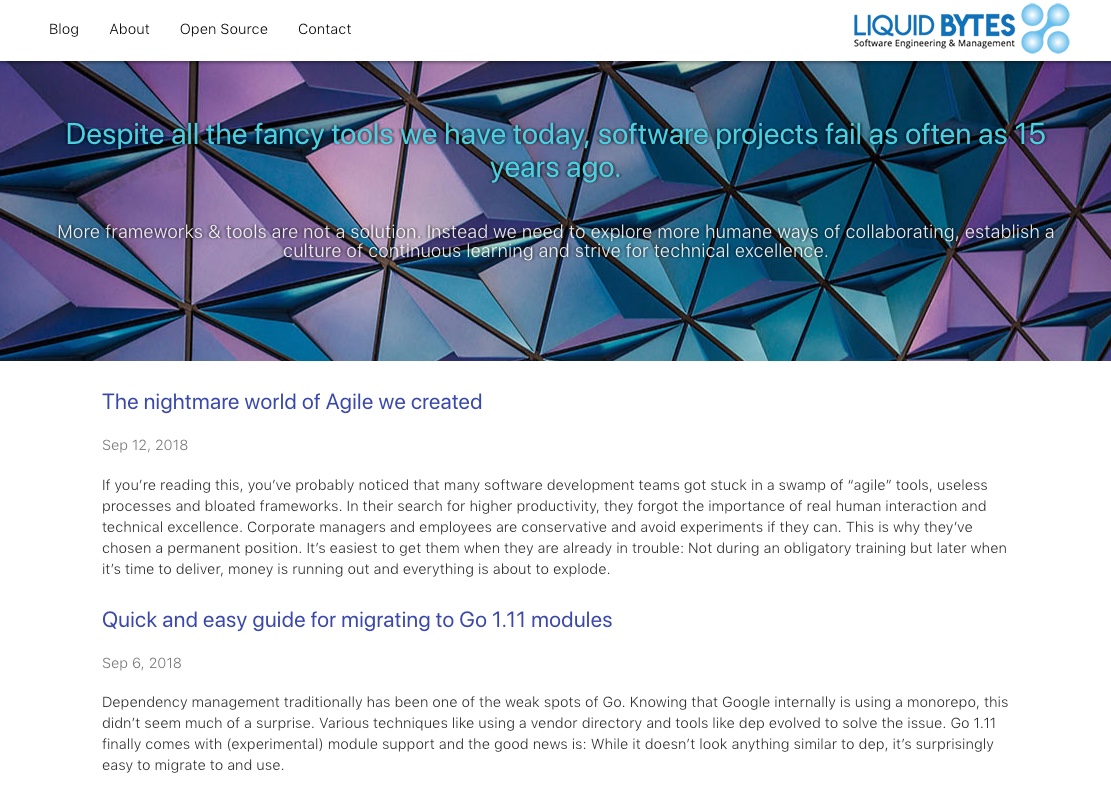 Blog About Open Source Contact
LIQUID BYTES
Software Engineering & Management
Despite all the fancy tools we have today, software projects fail as often as 15
years ago.
More frameworks & tools are not a solution. Instead we need to explore more humane ways of collaborating, establish a
culture of continuous learning and strive for technical excellence.
The nightmare world of Agile we created
Sep 12, 2018
If you’re reading this, you’ve probably noticed that many software development teams got stuck in a swamp of “agile” tools, useless
processes and bloated frameworks. In their search for higher productivity, they forgot the importance of real human interaction and
technical excellence. Corporate managers and employees are conservative and avoid experiments if they can. This is why they’ve
chosen a permanent position. It’s easiest to get them when they are already in trouble: Not during an obligatory training but later when
it’s time to deliver, money is running out and everything is about to explode.
Quick and easy guide for migrating to Go 1.11 modules
Sep 6, 2018
Dependency management traditionally has been one of the weak spots of Go. Knowing that Google internally is using a monorepo, this
didn’t seem much of a surprise. Various techniques like using a vendor directory and tools like dep evolved to solve the issue. Go 1.11
finally comes with (experimental) module support and the good news is: While it doesn’t look anything similar to dep, it’s surprisingly
easy to migrate to and use.